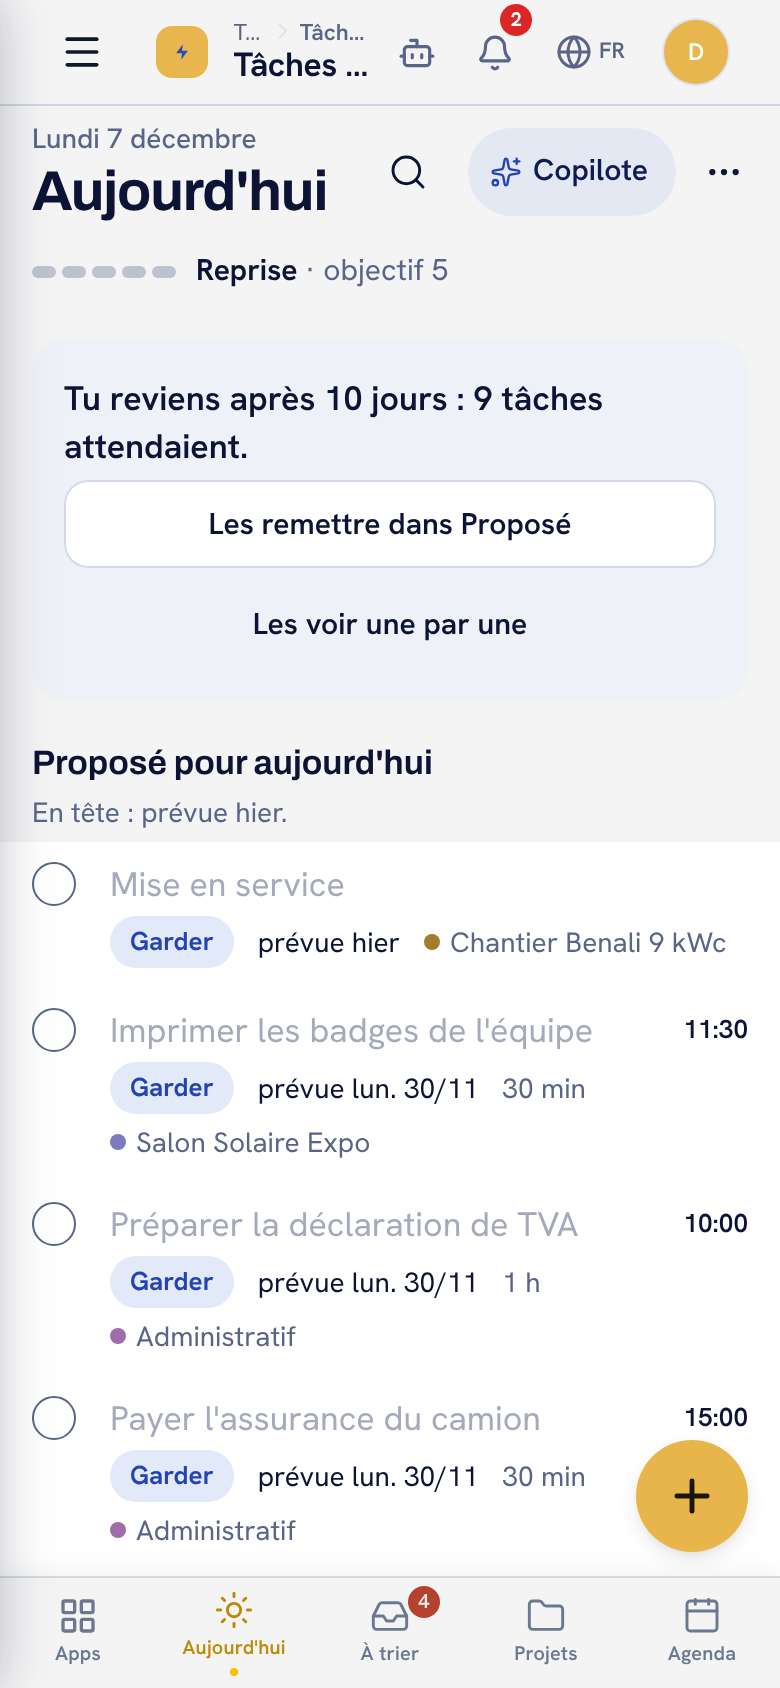 T... > Tâch...
Tâches ...
2
FR
D
Lundi 7 décembre
Aujourd'hui
Copilote
Reprise · objectif 5
Tu reviens après 10 jours : 9 tâches
attendaient.
Les remettre dans Proposé
Les voir une par une
Proposé pour aujourd'hui
En tête : prévue hier.
Mise en service
Garder prévue hier Chantier Benali 9 kWc
Imprimer les badges de l'équipe 11:30
Garder prévue lun. 30/11 30 min
Salon Solaire Expo
Préparer la déclaration de TVA 10:00
Garder prévue lun. 30/11 1 h
Administratif
Payer l'assurance du camion 15:00
Garder prévue lun. 30/11 30 min
Administratif
4
Apps Aujourd'hui À trier Projets Agenda